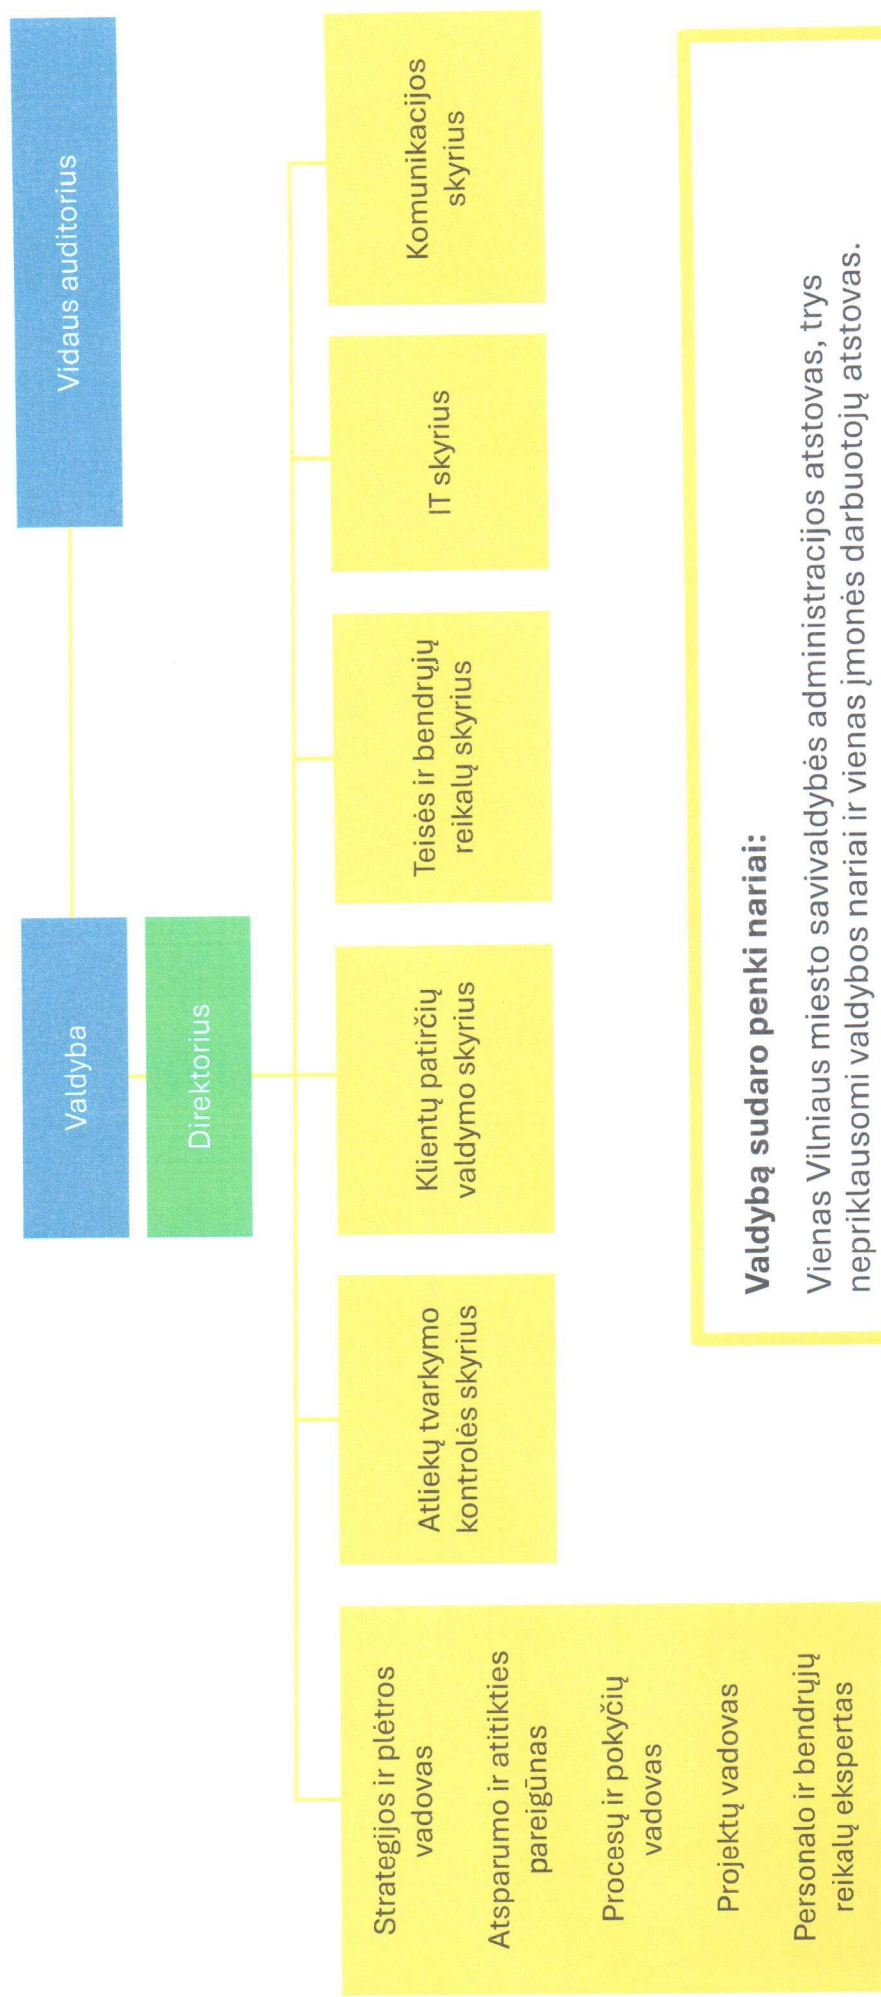 Vidaus auditorius
Valdyba
Direktorius
Strategijos ir plėtros
vadovas
Atsparumo ir atitikties
pareigūnas
Procesų ir pokyčių
vadovas
Projektų vadovas
Personalo ir bendrųjų
reikalų ekspertas
Atliekų tvarkymo
kontrolės skyrius
Klientų patirčių
valdymo skyrius
Teisės ir bendrųjų
reikalų skyrius
IT skyrius
Komunikacijos
skyrius
Valdybą sudaro penki nariai:
Vienas Vilniaus miesto savivaldybės administracijos atstovas, trys
nepriklausomi valdybos nariai ir vienas įmonės darbuotojų atstovas.